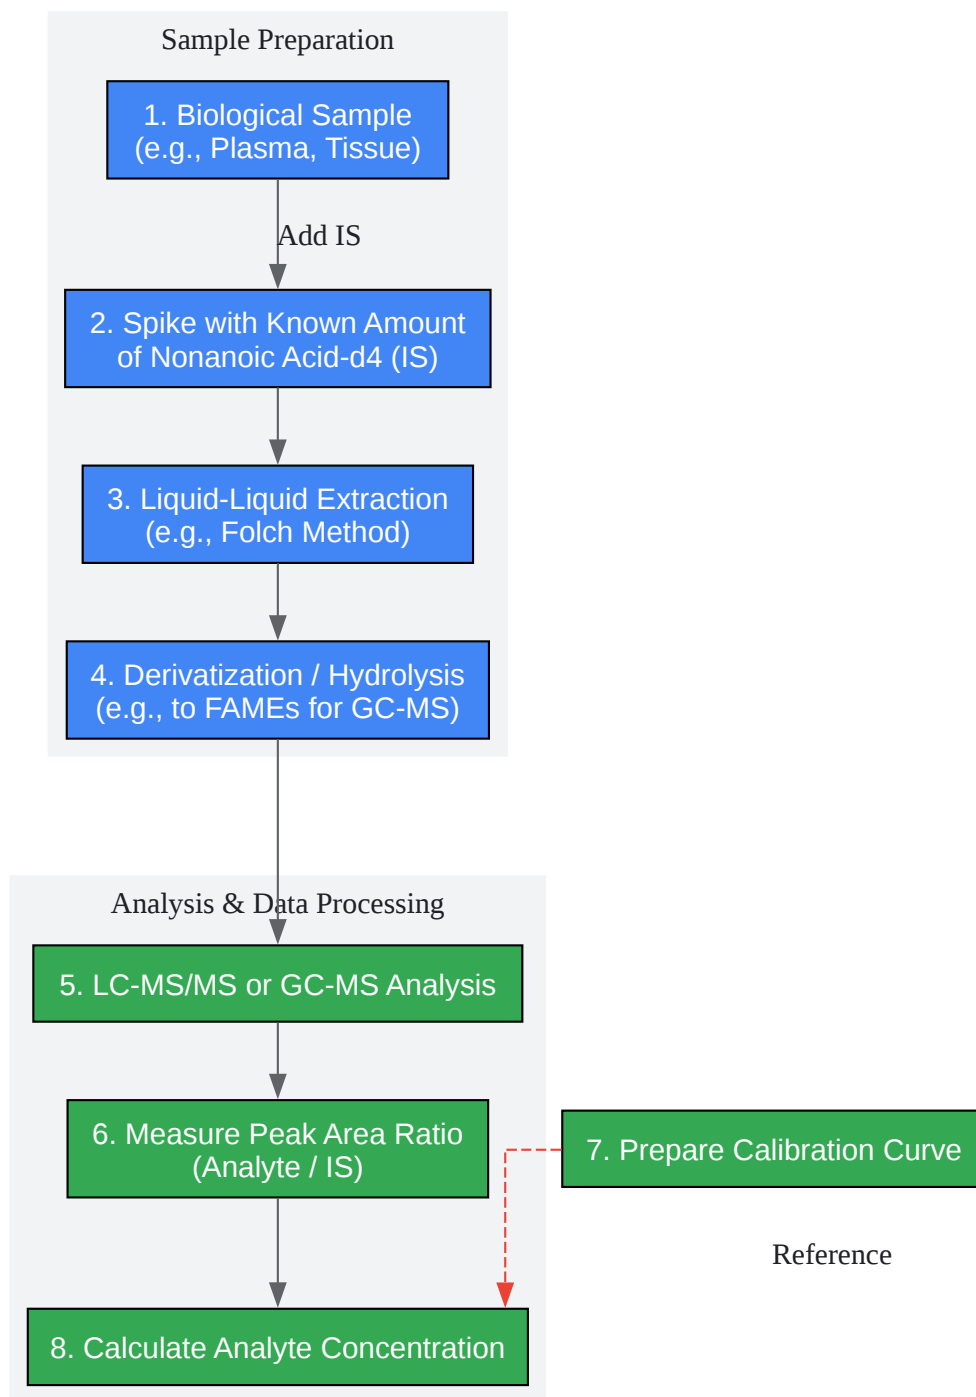 Sample Preparation
1. Biological Sample
(e.g., Plasma, Tissue)
Add IS
2. Spike with Known Amount
of Nonanoic Acid-d4 (IS)
3. Liquid-Liquid Extraction
(e.g., Folch Method)
4. Derivatization / Hydrolysis
(e.g., to FAMEs for GC-MS)
Analysis & Data Processing
5. LC-MS/MS or GC-MS Analysis
6. Measure Peak Area Ratio
(Analyte / IS)
7. Prepare Calibration Curve
Reference
8. Calculate Analyte Concentration